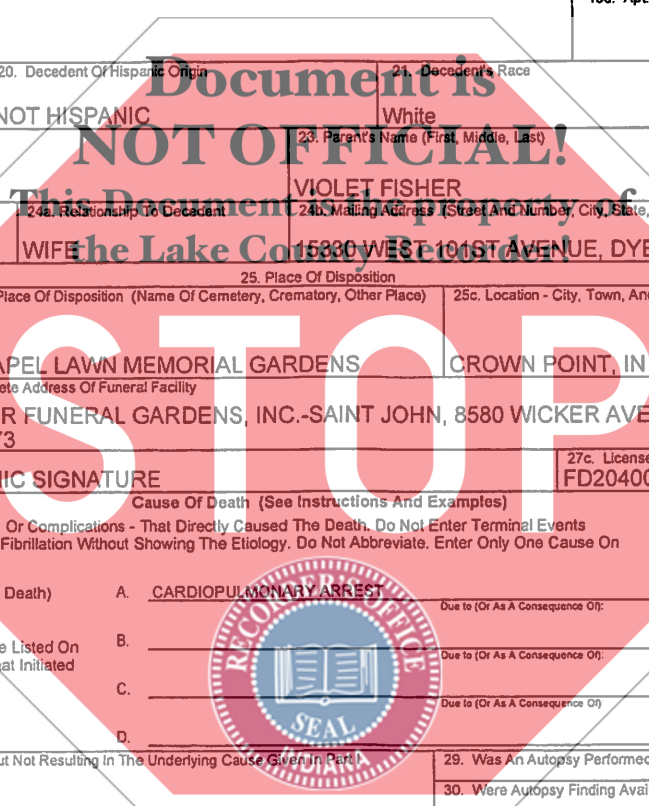 20. Decedent Of Hispanic Origin
21. Decedent's Race
NOT HISPANIC
White
Document is
NOT OFFICIAL!
This Document is the property of
the Lake County Recorder!
23. Parent's Name (First, Middle, Last)
VIOLET FISHER
24a. Relationship To Decedent
24b. Mailing Address (Street And Number, City, State,
WIFE
15830 WEST 101ST AVENUE, DYE
25. Place Of Disposition
Place Of Disposition (Name Of Cemetery, Crematory, Other Place)
25c. Location - City, Town, And
APEL LAWN MEMORIAL GARDENS
CROWN POINT, IN
STOP
ete Address Of Funeral Facility
R FUNERAL GARDENS, INC.-SAINT JOHN, 8580 WICKER AVE
73
27c. License
IC SIGNATURE
FD20400
Cause Of Death (See Instructions And Examples)
Or Complications - That Directly Caused The Death. Do Not Enter Terminal Events
Fibrillation Without Showing The Etiology. Do Not Abbreviate. Enter Only One Cause On
Death)
A. CARDIOPULMONARY ARREST
Due to (Or As A Consequence Of):
e Listed On
B.
at Initiated
Due to (Or As A Consequence Of):
C.
Due to (Or As A Consequence Of)
D.
RECORDER'S OFFICE
SEAL
INDIANA
ut Not Resulting In The Underlying Cause Given In Part I
29. Was An Autopsy Performed
30. Were Autopsy Finding Avai